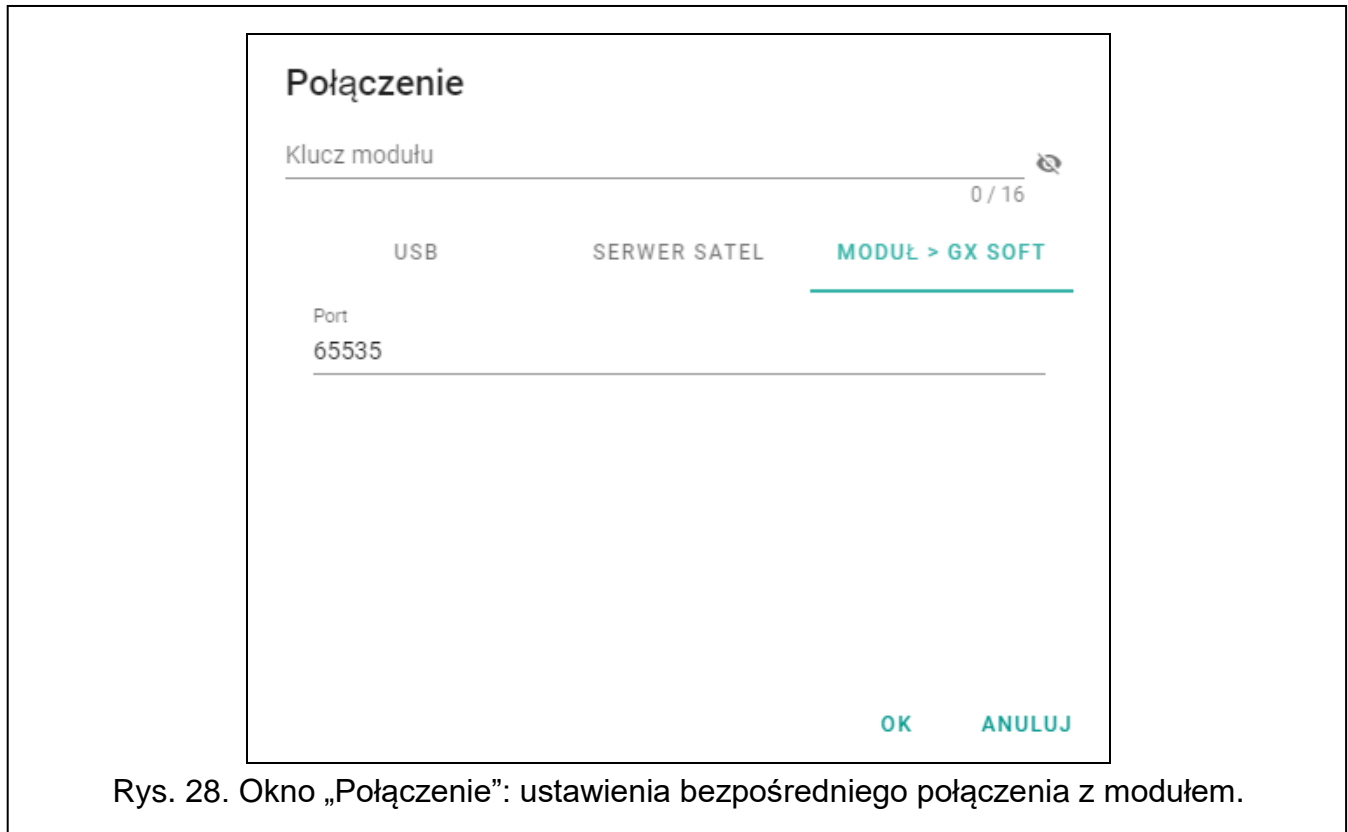 Połączenie
Klucz modułu
0 / 16
USB SERWER SATEL MODUŁ > GX SOFT
Port
65535
OK ANULUJ
Rys. 28. Okno „Połączenie”: ustawienia bezpośredniego połączenia z modułem.